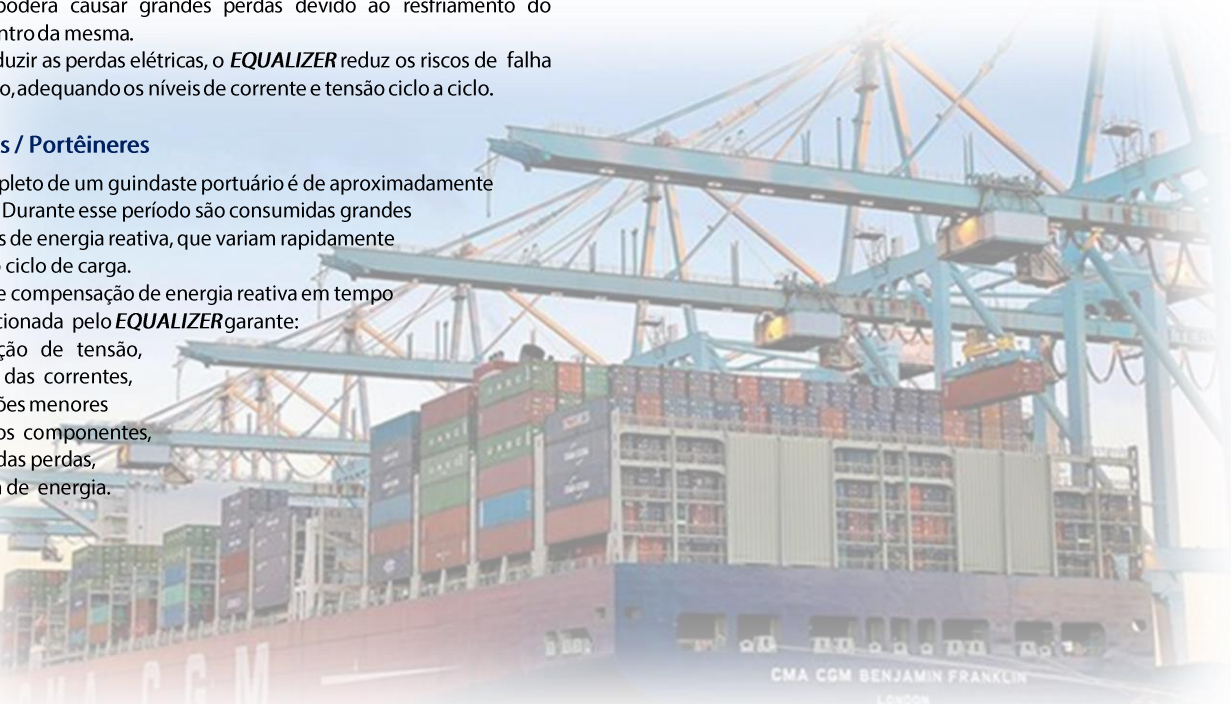 poderá causar grandes perdas devido ao resfriamento do
ntro da mesma.
duzir as perdas elétricas, o EQUALIZER reduz os riscos de falha
o, adequando os níveis de corrente e tensão ciclo a ciclo.
s / Portêineres
pleto de um guindaste portuário é de aproximadamente
. Durante esse período são consumidas grandes
s de energia reativa, que variam rapidamente
o ciclo de carga.
e compensação de energia reativa em tempo
cionada pelo EQUALIZER garante:
ção de tensão,
das correntes,
ões menores
os componentes,
das perdas,
a de energia.
CMA CGM
CMA CGM BENJAMIN FRANKLIN
LONDON